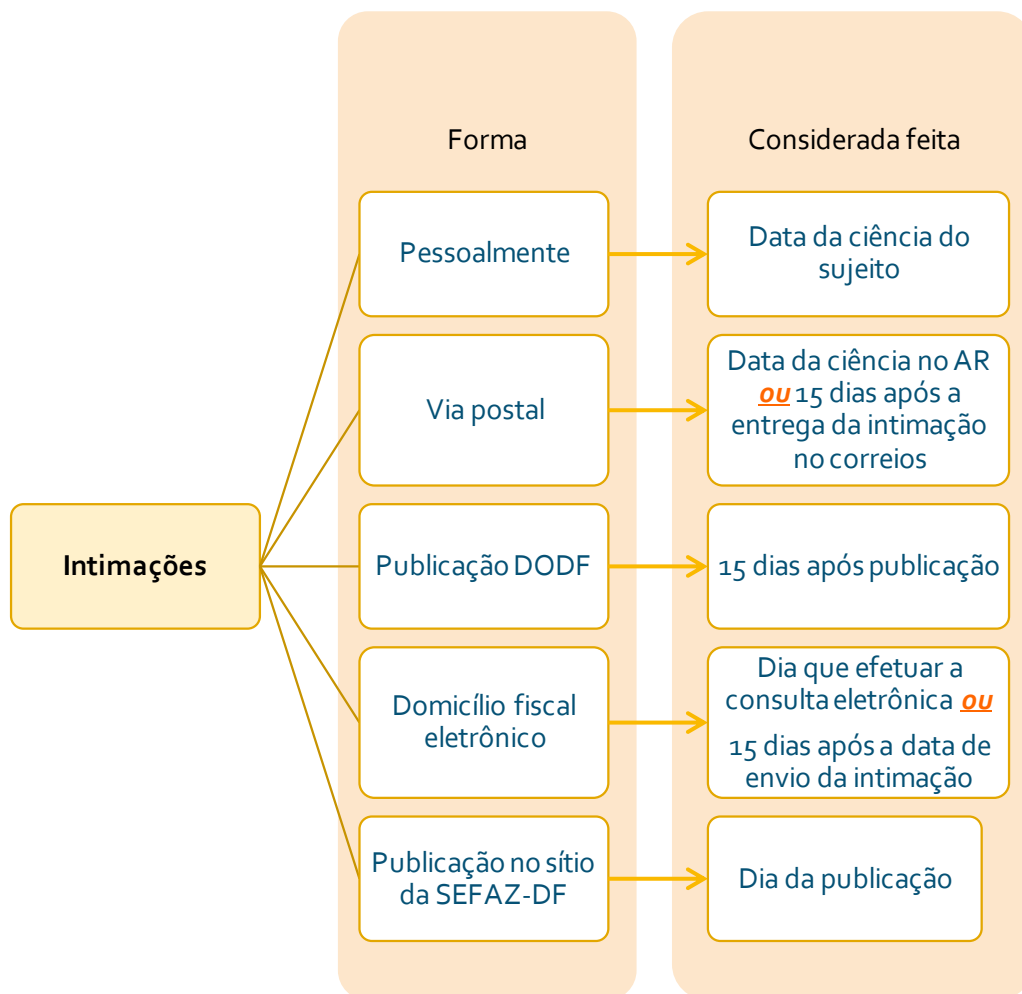 Forma
Considerada feita
Pessoalmente
Data da ciência do
sujeito
Via postal
Data da ciência no AR
ou 15 dias após a
entrega da intimação
no correios
Intimações
Publicação DODF
15 dias após publicação
Domicílio fiscal
eletrônico
Dia que efetuar a
consulta eletrônica ou
15 dias após a data de
envio da intimação
Publicação no sítio
da SEFAZ-DF
Dia da publicação